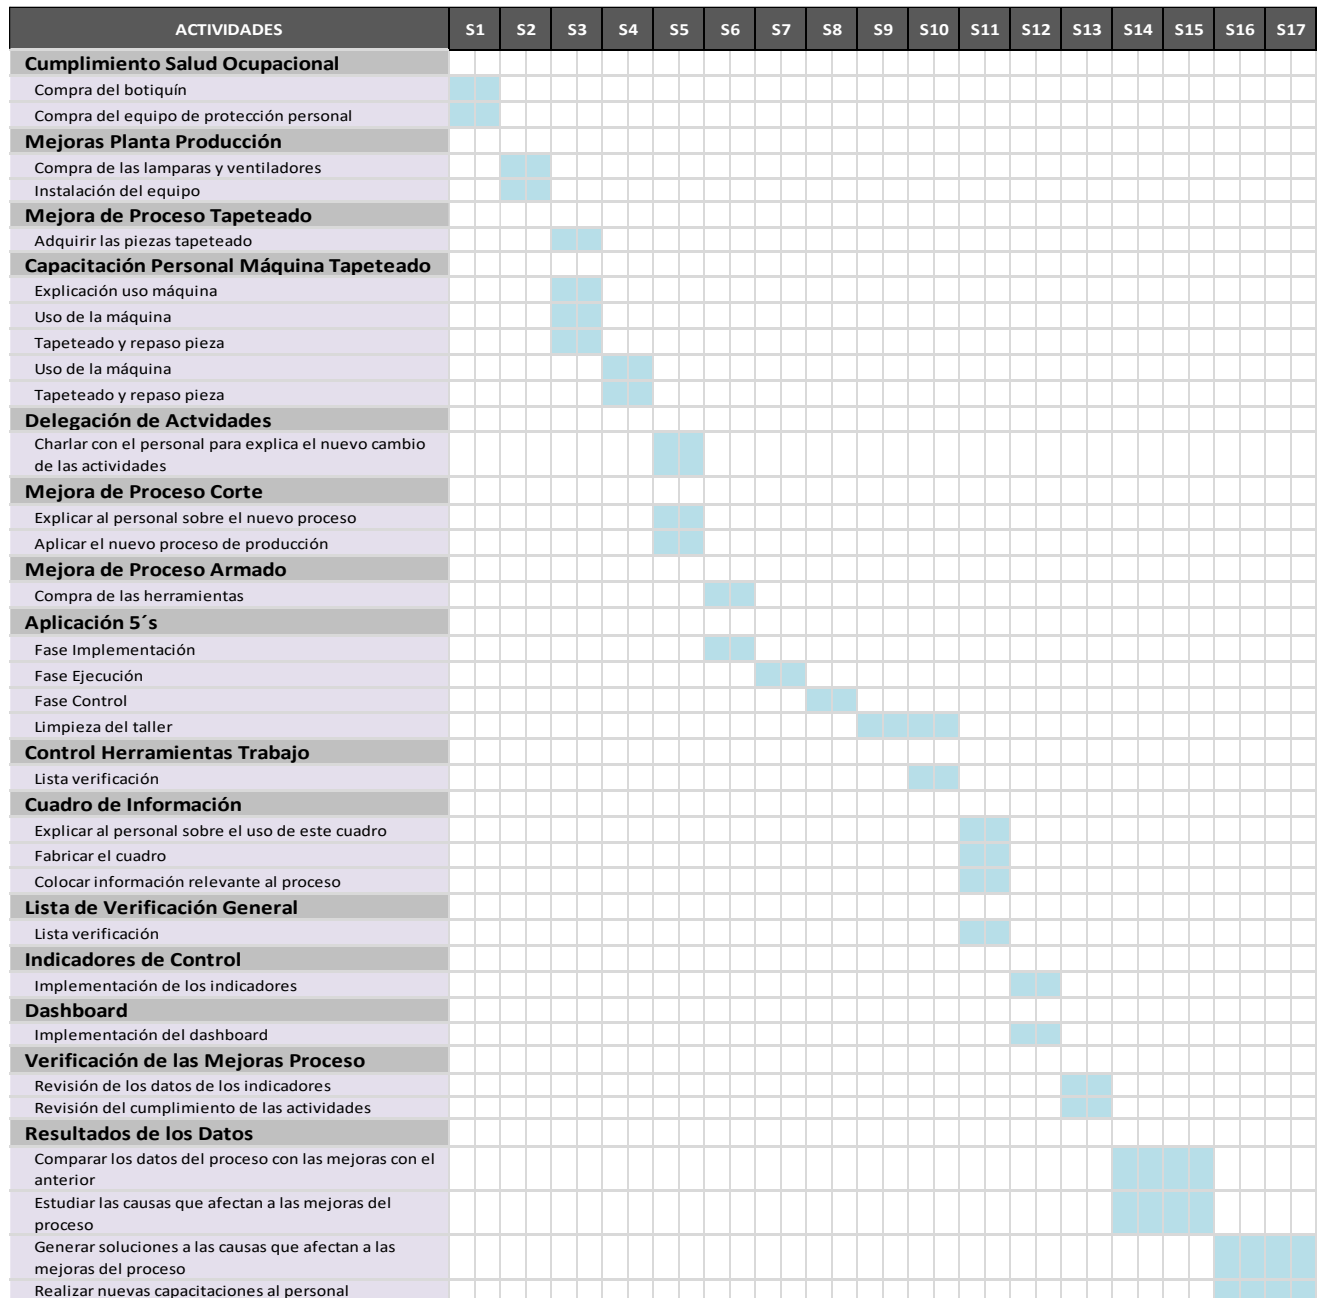 ACTIVIDADES S1 S2 S3 S4 S5 S6 S7 S8 S9 S10 S11 S12 S13 S14 S15 S16 S17
Cumplimiento Salud Ocupacional
Compra del botiquín
Compra del equipo de protección personal
Mejoras Planta Producción
Compra de las lamparas y ventiladores
Instalación del equipo
Mejora de Proceso Tapeteado
Adquirir las piezas tapeteado
Capacitación Personal Máquina Tapeteado
Explicación uso máquina
Uso de la máquina
Tapeteado y repaso pieza
Uso de la máquina
Tapeteado y repaso pieza
Delegación de Actvidades
Charlar con el personal para explica el nuevo cambio
de las actividades
Mejora de Proceso Corte
Explicar al personal sobre el nuevo proceso
Aplicar el nuevo proceso de producción
Mejora de Proceso Armado
Compra de las herramientas
Aplicación 5´s
Fase Implementación
Fase Ejecución
Fase Control
Limpieza del taller
Control Herramientas Trabajo
Lista verificación
Cuadro de Información
Explicar al personal sobre el uso de este cuadro
Fabricar el cuadro
Colocar información relevante al proceso
Lista de Verificación General
Lista verificación
Indicadores de Control
Implementación de los indicadores
Dashboard
Implementación del dashboard
Verificación de las Mejoras Proceso
Revisión de los datos de los indicadores
Revisión del cumplimiento de las actividades
Resultados de los Datos
Comparar los datos del proceso con las mejoras con el
anterior
Estudiar las causas que afectan a las mejoras del
proceso
Generar soluciones a las causas que afectan a las
mejoras del proceso
Realizar nuevas capacitaciones al personal